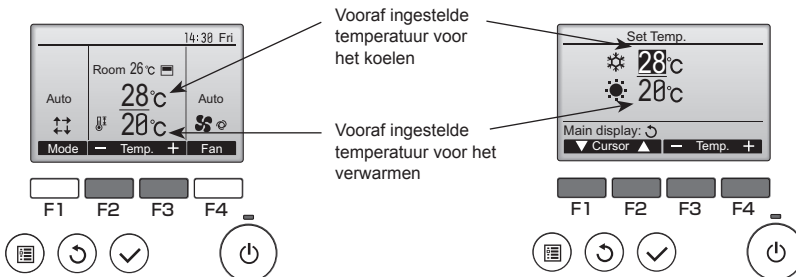 Vooraf ingestelde
temperatuur voor
het koelen
14:30 Fri
Room 26°C
Auto
28°C
Auto
20°C
Mode
− Temp. +
Fan
F1
F2
F3
F4
Vooraf ingestelde
temperatuur voor het
verwarmen
Set Temp.
28°C
20°C
Main display:
▼ Cursor ▲
− Temp. +
F1
F2
F3
F4